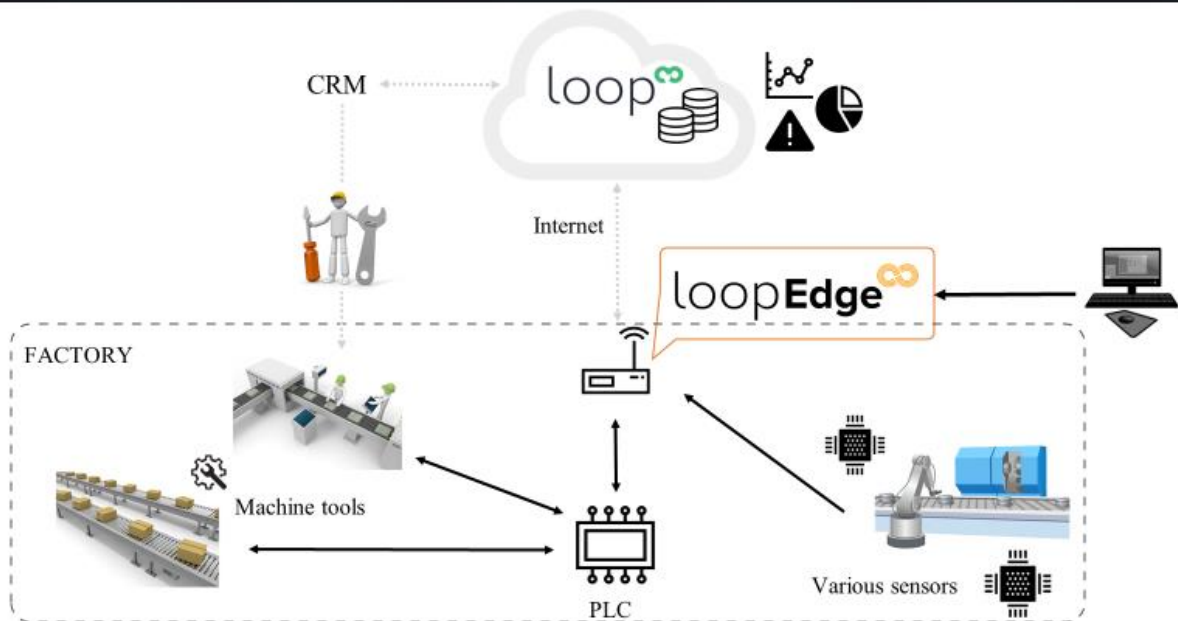 CRM
loop
Internet
loopEdge
FACTORY
Machine tools
Various sensors
PLC